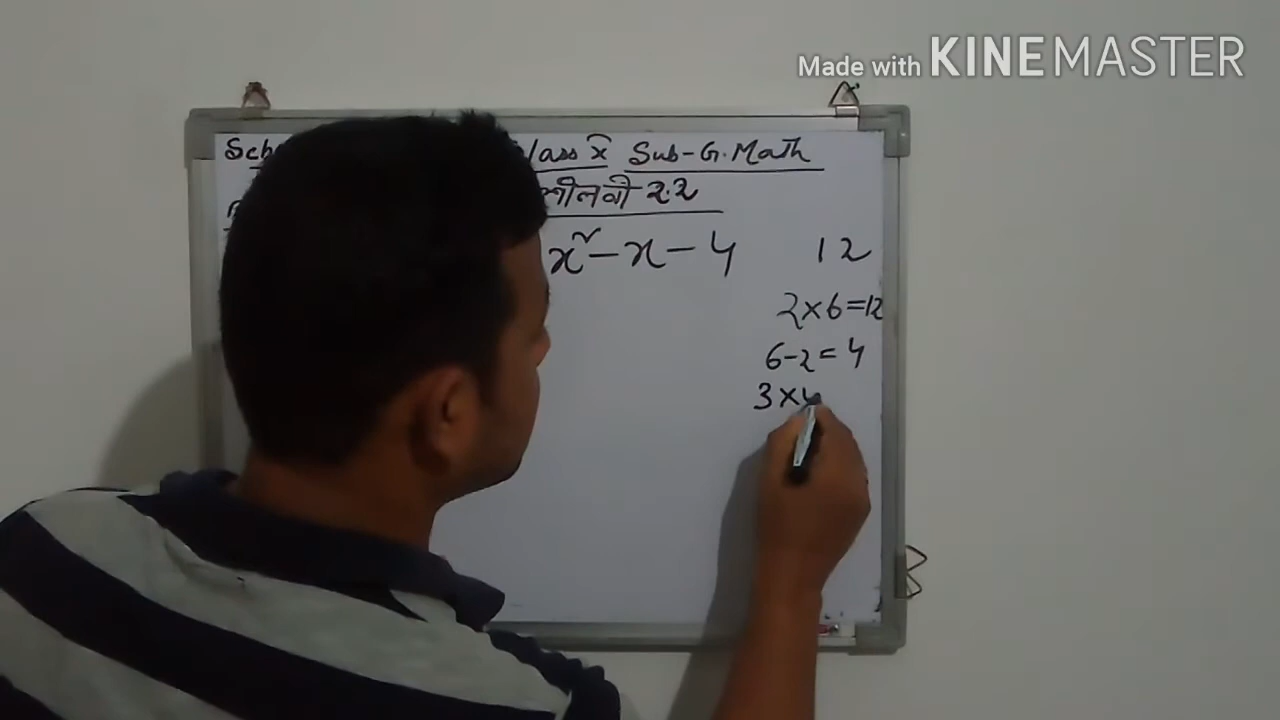 Made with KINEMASTER
Sch lass X Sub-G.Math
शीलनी 2.2
x² - x - 4 12
2×6=12
6-2=4
3×4